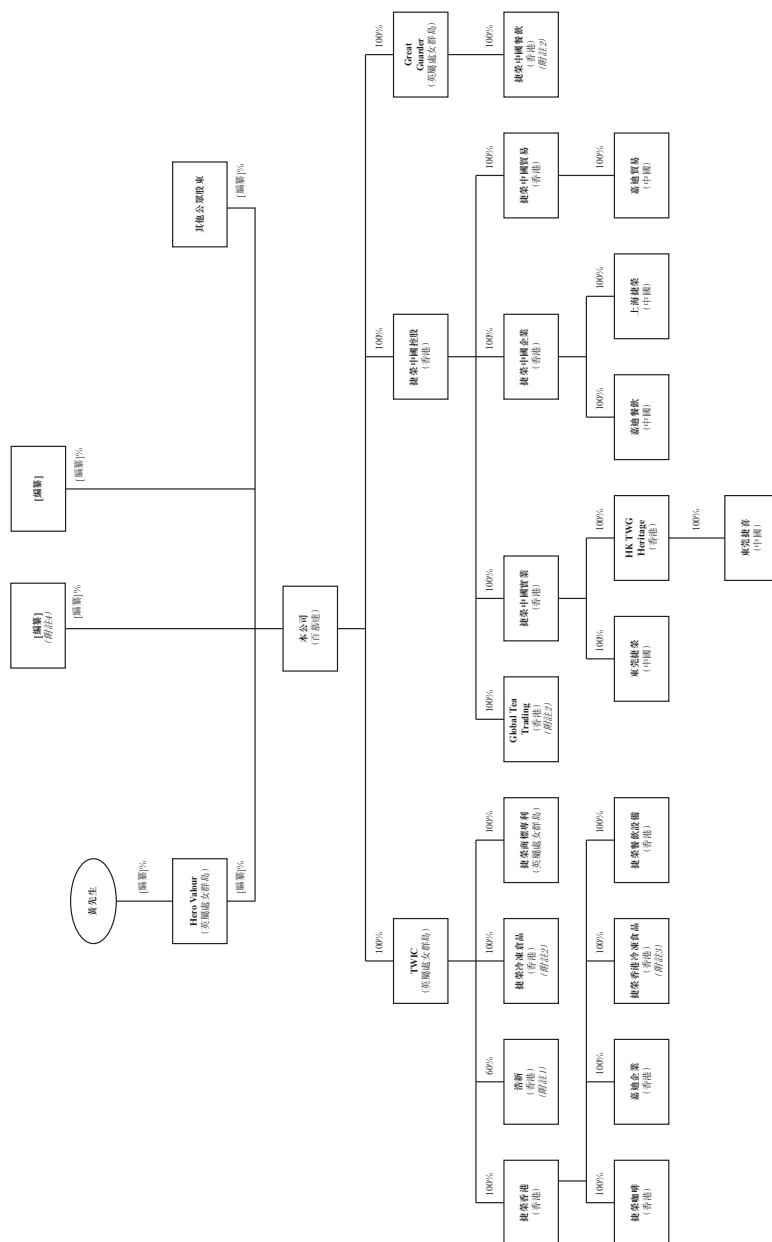 黃先生
[編纂]%
Hero Valour
(英屬處女群島)
[編纂]%
[編纂]
(附註4)
[編纂]%
[編纂]
[編纂]%
其他公眾股東
[編纂]%
本公司
(百慕達)
100%
TWIC
(英屬處女群島)
100%
捷榮中國控股
(香港)
100%
Great
Guarder
(英屬處女群島)
100%
捷榮香港
(香港)
60%
浩新
(香港)
(附註1)
100%
捷榮冷凍倉品
(香港)
(附註2)
100%
捷榮商標專利
(英屬處女群島)
100%
Global Tea
Trading
(香港)
(附註2)
100%
捷榮中國實業
(香港)
100%
捷榮中國企業
(香港)
100%
捷榮中國貿易
(香港)
100%
捷榮中國餐飲
(香港)
(附註2)
100%
捷榮咖啡
(香港)
100%
嘉迪企業
(香港)
100%
捷榮香港冷凍食品
(香港)
(附註3)
100%
捷榮餐飲設備
(香港)
100%
東莞捷榮
(中國)
100%
HK TWG
Heritage
(香港)
100%
嘉迪餐飲
(中國)
100%
上海捷榮
(中國)
100%
嘉迪貿易
(中國)
100%
東莞捷喜
(中國)